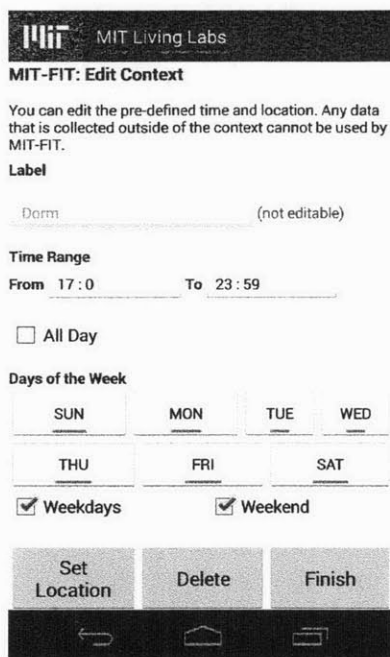 MIT Living Labs
MIT-FIT: Edit Context
You can edit the pre-defined time and location. Any data
that is collected outside of the context cannot be used by
MIT-FIT.
Label
Dorm (not editable)
Time Range
From 17:0 To 23:59
All Day
Days of the Week
SUN MON TUE WED
THU FRI SAT
Weekdays Weekend
Set Location Delete Finish